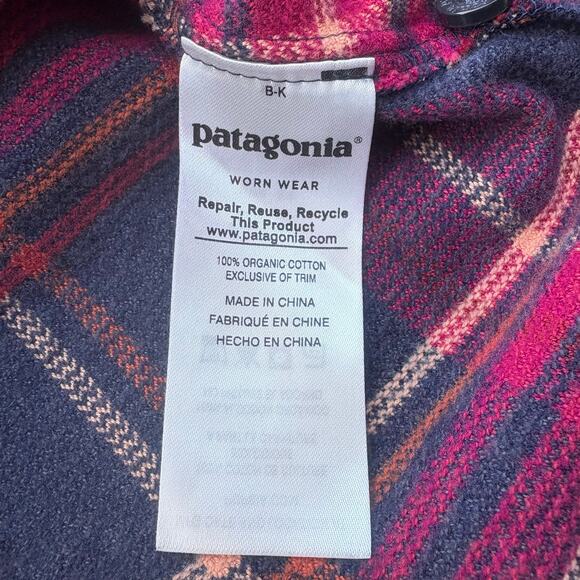 B-K
patagonia®
WORN WEAR
Repair, Reuse, Recycle
This Product
www.patagonia.com
100% ORGANIC COTTON
EXCLUSIVE OF TRIM
MADE IN CHINA
FABRIQUÉ EN CHINE
HECHO EN CHINA